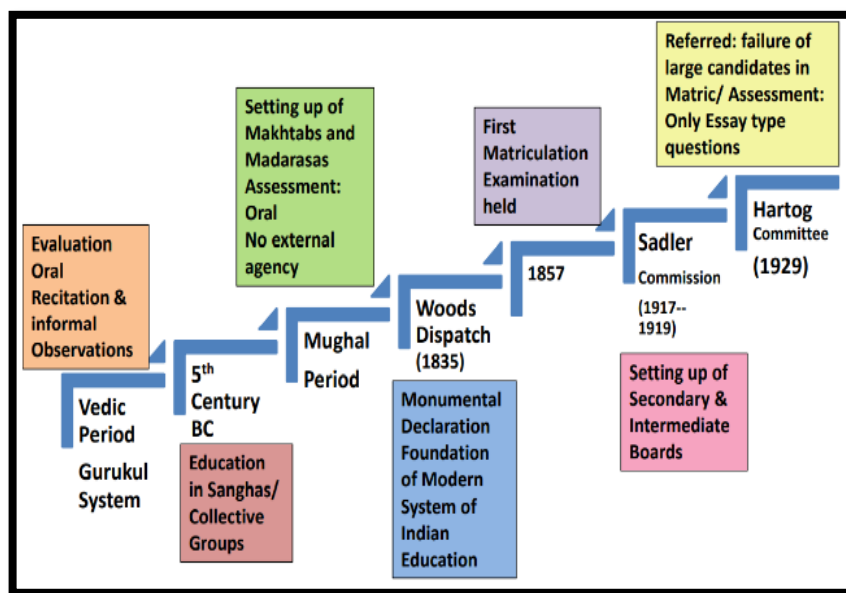 Evaluation
Oral
Recitation &
informal
Observations
Vedic
Period
Gurukul
System
5th
Century
BC
Education
in Sanghas/
Collective
Groups
Setting up of
Makhtabs and
Madarasas
Assessment:
Oral
No external
agency
Mughal
Period
Woods
Dispatch
(1835)
Monumental
Declaration
Foundation
of Modern
System of
Indian
Education
First
Matriculation
Examination
held
1857
Sadler
Commission
(1917--
1919)
Setting up of
Secondary &
Intermediate
Boards
Referred: failure of
large candidates in
Matric/ Assessment:
Only Essay type
questions
Hartog
Committee
(1929)